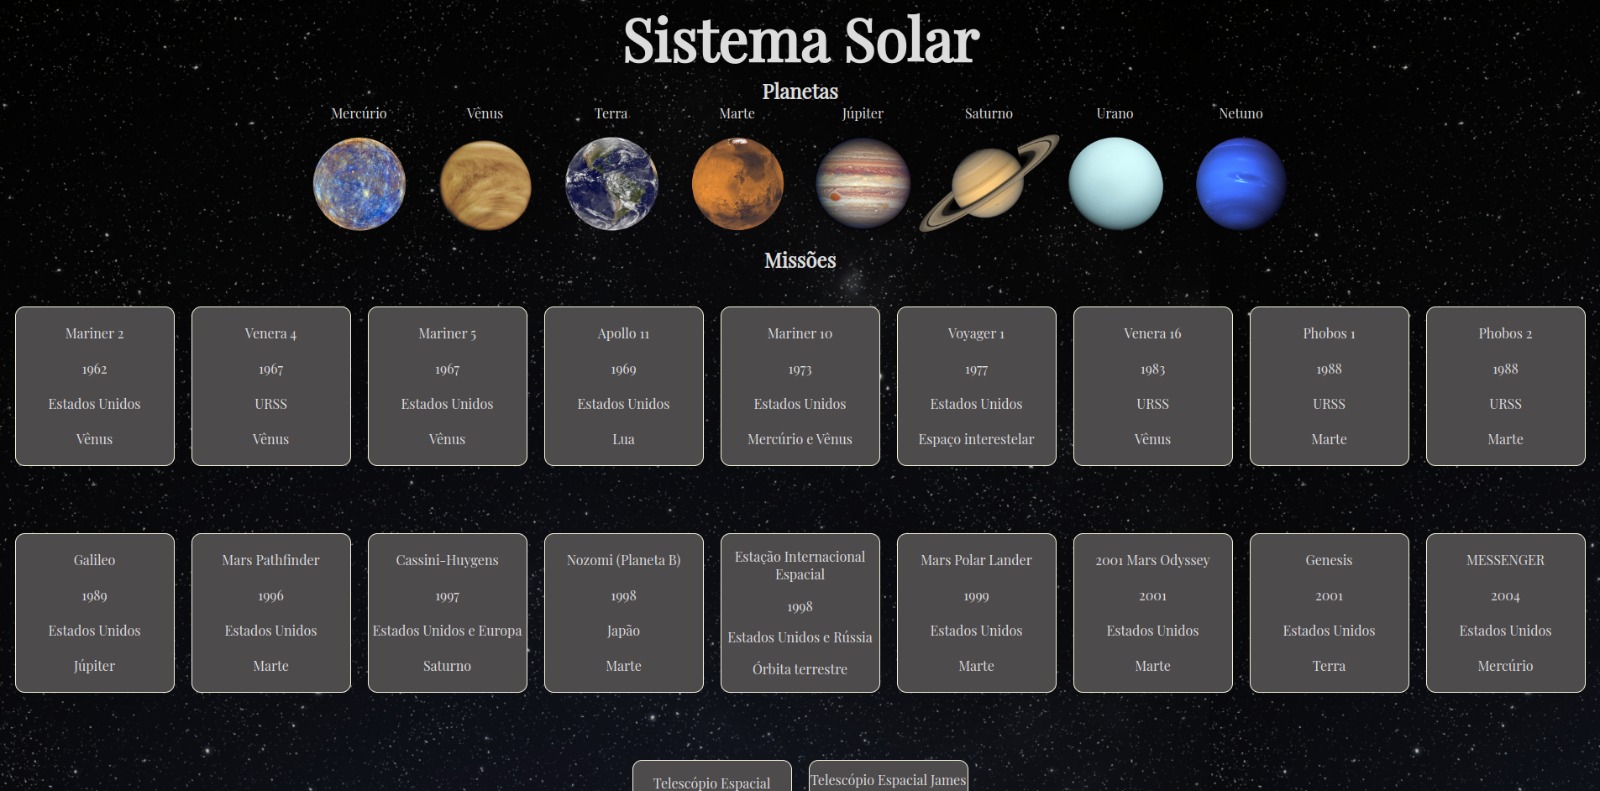 Sistema Solar
Planetas
Mercúrio Vênus Terra Marte Júpiter Saturno Urano Netuno
Missões
Mariner 2
1962
Estados Unidos
Vênus
Venera 4
1967
URSS
Vênus
Mariner 5
1967
Estados Unidos
Vênus
Apollo 11
1969
Estados Unidos
Lua
Mariner 10
1973
Estados Unidos
Mercúrio e Vênus
Voyager 1
1977
Estados Unidos
Espaço interestelar
Venera 16
1983
URSS
Vênus
Phobos 1
1988
URSS
Marte
Phobos 2
1988
URSS
Marte
Galileo
1989
Estados Unidos
Júpiter
Mars Pathfinder
1996
Estados Unidos
Marte
Cassini-Huygens
1997
Estados Unidos e Europa
Saturno
Nozomi (Planeta B)
1998
Japão
Marte
Estação Internacional
Espacial
1998
Estados Unidos e Rússia
Órbita terrestre
Mars Polar Lander
1999
Estados Unidos
Marte
2001 Mars Odyssey
2001
Estados Unidos
Marte
Genesis
2001
Estados Unidos
Terra
MESSENGER
2004
Estados Unidos
Mercúrio
Telescópio Espacial
Telescópio Espacial James